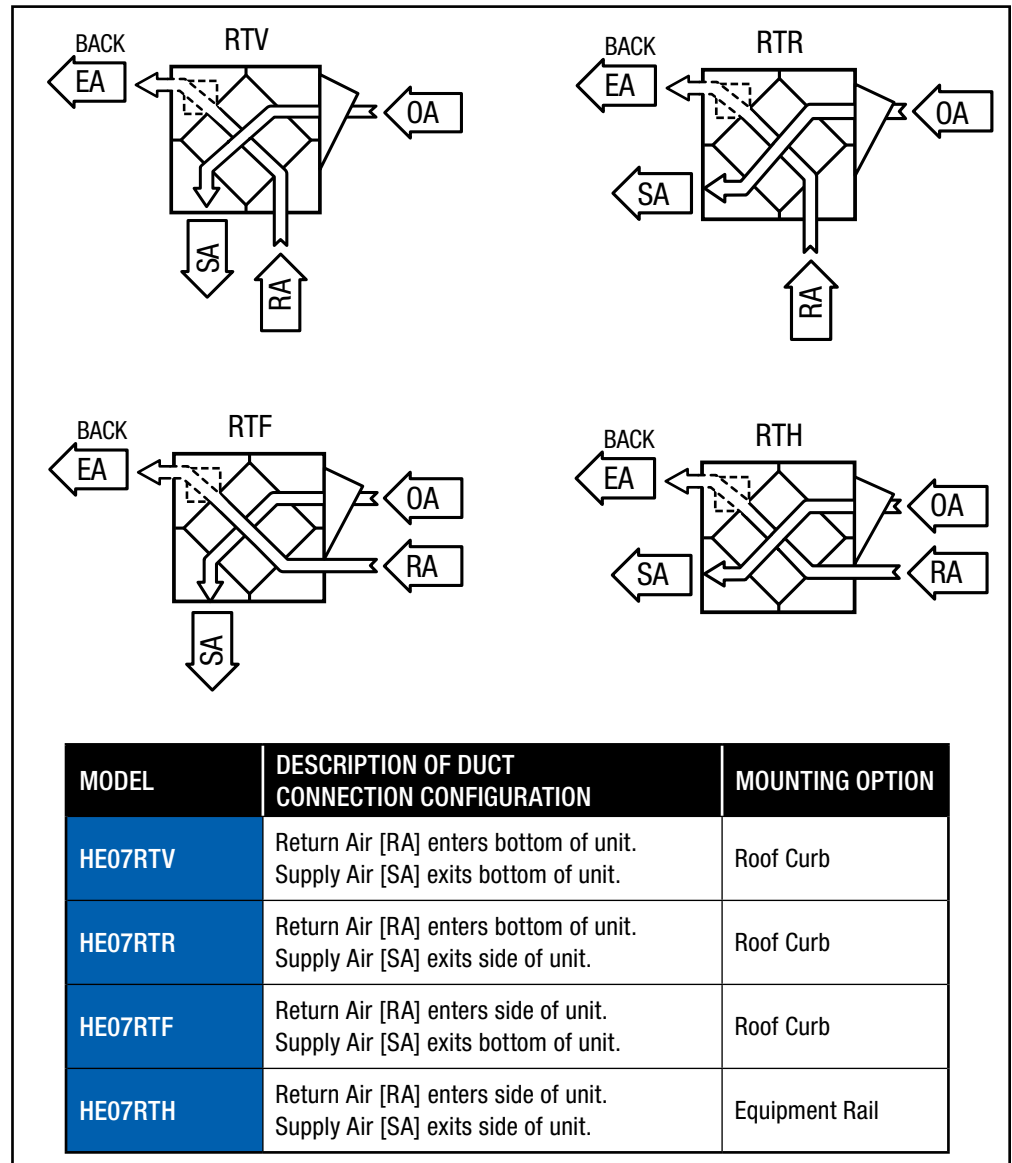 RTV
BACK
EA
OA
SA
RA
RTR
BACK
EA
OA
SA
RA
RTF
BACK
EA
OA
RA
SA
RTH
BACK
EA
OA
SA
RA
MODEL
DESCRIPTION OF DUCT
CONNECTION CONFIGURATION
MOUNTING OPTION
HE07RTV
Return Air [RA] enters bottom of unit.
Supply Air [SA] exits bottom of unit.
Roof Curb
HE07RTR
Return Air [RA] enters bottom of unit.
Supply Air [SA] exits side of unit.
Roof Curb
HE07RTF
Return Air [RA] enters side of unit.
Supply Air [SA] exits bottom of unit.
Roof Curb
HE07RTH
Return Air [RA] enters side of unit.
Supply Air [SA] exits side of unit.
Equipment Rail